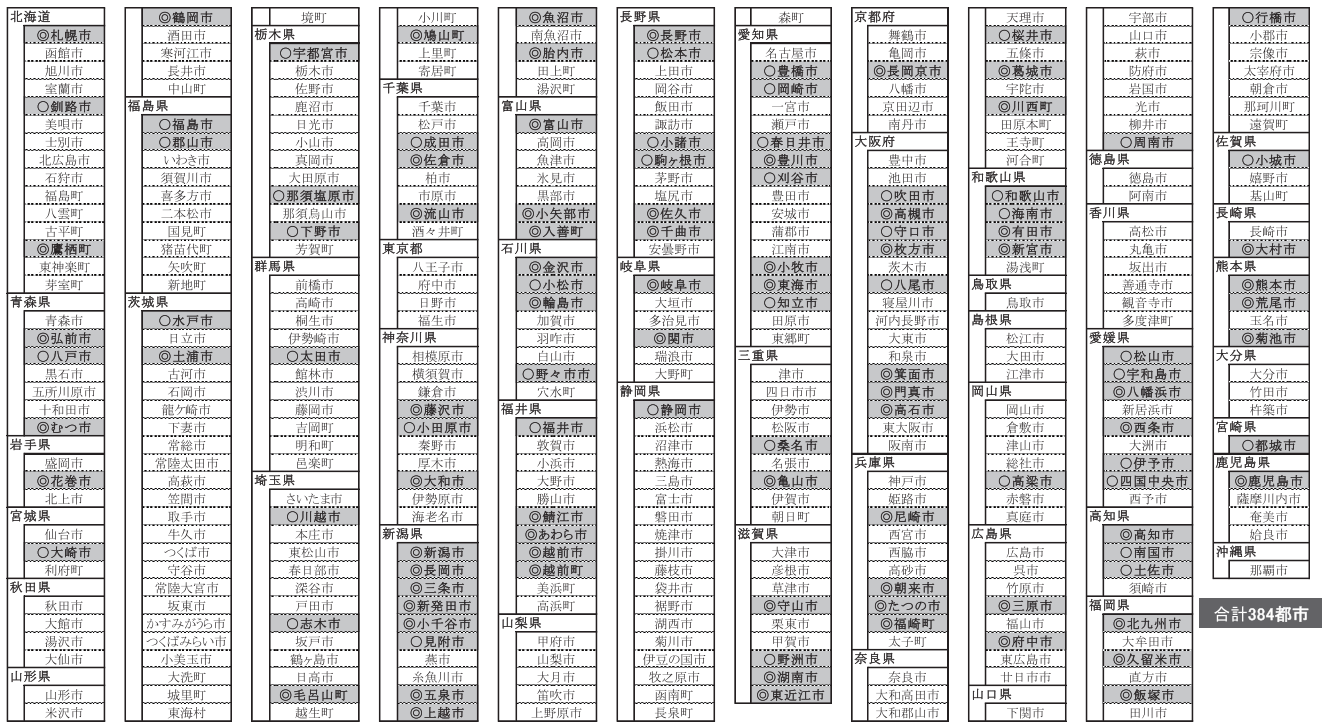 北海道
◎札幌市
函館市
旭川市
室蘭市
○釧路市
美唄市
士別市
北広島市
石狩市
福島町
八雲町
古平町
◎鷹栖町
東神楽町
芽室町
青森県
青森市
◎弘前市
○八戸市
黒石市
五所川原市
十和田市
◎むつ市
岩手県
盛岡市
◎花巻市
北上市
宮城県
仙台市
○大崎市
利府町
秋田県
秋田市
大館市
湯沢市
大仙市
山形県
山形市
米沢市
◎鶴岡市
酒田市
寒河江市
長井市
中山町
福島県
○福島市
○郡山市
いわき市
須賀川市
喜多方市
二本松市
国見町
猪苗代町
矢吹町
新地町
茨城県
○水戸市
日立市
◎土浦市
古河市
石岡市
龍ケ崎市
下妻市
常総市
常陸太田市
高萩市
笠間市
取手市
牛久市
つくば市
守谷市
常陸大宮市
坂東市
かすみがうら市
つくばみらい市
小美玉市
大洗町
城里町
東海村
境町
栃木県
○宇都宮市
栃木市
佐野市
鹿沼市
日光市
小山市
真岡市
大田原市
○那須塩原市
那須烏山市
○下野市
芳賀町
群馬県
前橋市
高崎市
桐生市
伊勢崎市
○太田市
館林市
渋川市
藤岡市
吉岡町
明和町
邑楽町
埼玉県
さいたま市
○川越市
本庄市
東松山市
春日部市
深谷市
戸田市
○志木市
坂戸市
鶴ヶ島市
日高市
◎毛呂山町
越生町
小川町
◎鳩山町
上里町
寄居町
千葉県
千葉市
松戸市
○成田市
◎佐倉市
柏市
市原市
◎流山市
酒々井町
東京都
八王子市
府中市
日野市
福生市
神奈川県
相模原市
横須賀市
鎌倉市
◎藤沢市
○小田原市
秦野市
厚木市
◎大和市
伊勢原市
海老名市
新潟県
◎新潟市
◎長岡市
◎三条市
◎新発田市
◎小千谷市
○見附市
燕市
糸魚川市
◎五泉市
◎上越市
◎魚沼市
南魚沼市
◎胎内市
田上町
湯沢町
富山県
◎富山市
高岡市
魚津市
氷見市
黒部市
◎小矢部市
◎入善町
石川県
◎金沢市
○小松市
◎輪島市
加賀市
羽咋市
白山市
○野々市市
穴水町
福井県
○福井市
敦賀市
小浜市
大野市
勝山市
◎鯖江市
◎あわら市
◎越前市
◎越前町
美浜町
高浜町
山梨県
甲府市
山梨市
大月市
笛吹市
上野原市
長野県
◎長野市
○松本市
上田市
岡谷市
飯田市
諏訪市
○小諸市
○駒ヶ根市
茅野市
塩尻市
◎佐久市
◎千曲市
安曇野市
岐阜県
◎岐阜市
大垣市
多治見市
◎関市
瑞浪市
大野町
静岡県
○静岡市
浜松市
沼津市
熱海市
三島市
富士市
磐田市
焼津市
掛川市
藤枝市
袋井市
裾野市
湖西市
菊川市
伊豆の国市
牧之原市
函南町
長泉町
森町
愛知県
名古屋市
○豊橋市
○岡崎市
一宮市
瀬戸市
○春日井市
◎豊川市
○刈谷市
豊田市
安城市
蒲郡市
江南市
◎小牧市
◎東海市
○知立市
田原市
東郷町
三重県
津市
四日市市
伊勢市
松阪市
○桑名市
名張市
◎亀山市
伊賀市
朝日町
滋賀県
大津市
彦根市
草津市
◎守山市
栗東市
甲賀市
○野洲市
◎湖南市
◎東近江市
京都府
舞鶴市
亀岡市
◎長岡京市
八幡市
京田辺市
南丹市
大阪府
豊中市
池田市
○吹田市
◎高槻市
○守口市
◎枚方市
茨木市
○八尾市
寝屋川市
河内長野市
大東市
和泉市
◎箕面市
◎門真市
◎高石市
東大阪市
阪南市
兵庫県
神戸市
姫路市
◎尼崎市
西宮市
西脇市
高砂市
◎朝来市
◎たつの市
◎福崎町
太子町
奈良県
奈良市
大和高田市
大和郡山市
天理市
○桜井市
五條市
◎葛城市
宇陀市
◎川西町
田原本町
王寺町
河合町
和歌山県
○和歌山市
◎海南市
◎有田市
◎新宮市
湯浅町
鳥取県
鳥取市
島根県
松江市
大田市
江津市
岡山県
岡山市
倉敷市
津山市
総社市
○高梁市
赤磐市
真庭市
広島県
広島市
呉市
竹原市
◎三原市
福山市
◎府中市
東広島市
廿日市市
山口県
下関市
宇部市
山口市
萩市
防府市
岩国市
光市
柳井市
○周南市
徳島県
徳島市
阿南市
香川県
高松市
丸亀市
坂出市
善通寺市
観音寺市
多度津町
愛媛県
○松山市
○宇和島市
◎八幡浜市
新居浜市
◎西条市
大洲市
○伊予市
○四国中央市
西予市
高知県
◎高知市
○南国市
○土佐市
須崎市
福岡県
◎北九州市
大牟田市
◎久留米市
直方市
◎飯塚市
田川市
○行橋市
小郡市
宗像市
太宰府市
朝倉市
那珂川町
遠賀町
佐賀県
○小城市
嬉野市
基山町
長崎県
長崎市
◎大村市
熊本県
◎熊本市
◎荒尾市
玉名市
◎菊池市
大分県
大分市
竹田市
杵築市
宮崎県
○都城市
鹿児島県
◎鹿児島市
薩摩川内市
奄美市
姶良市
沖縄県
那覇市
合計384都市